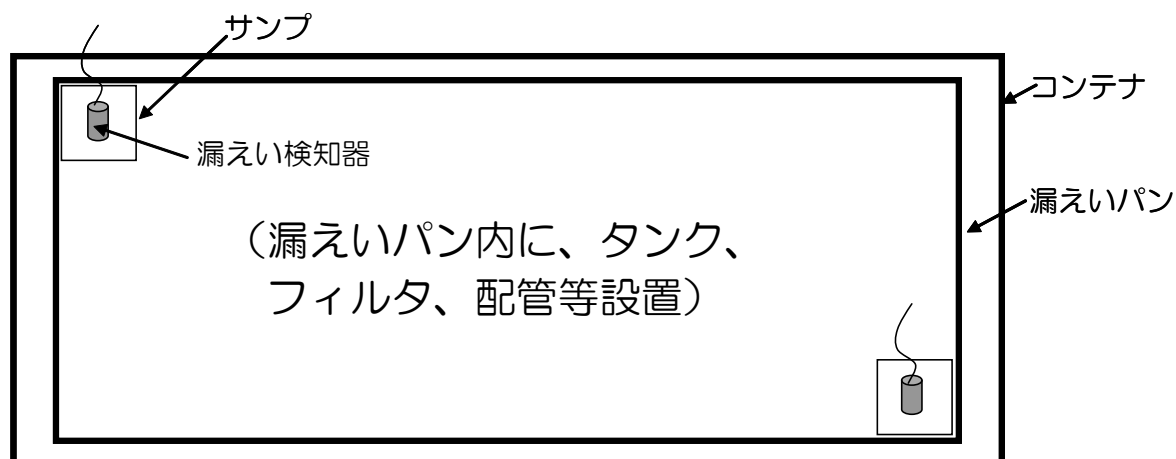 サンプ
コンテナ
漏えい検知器
漏えいパン
（漏えいパン内に、タンク、
フィルタ、配管等設置）